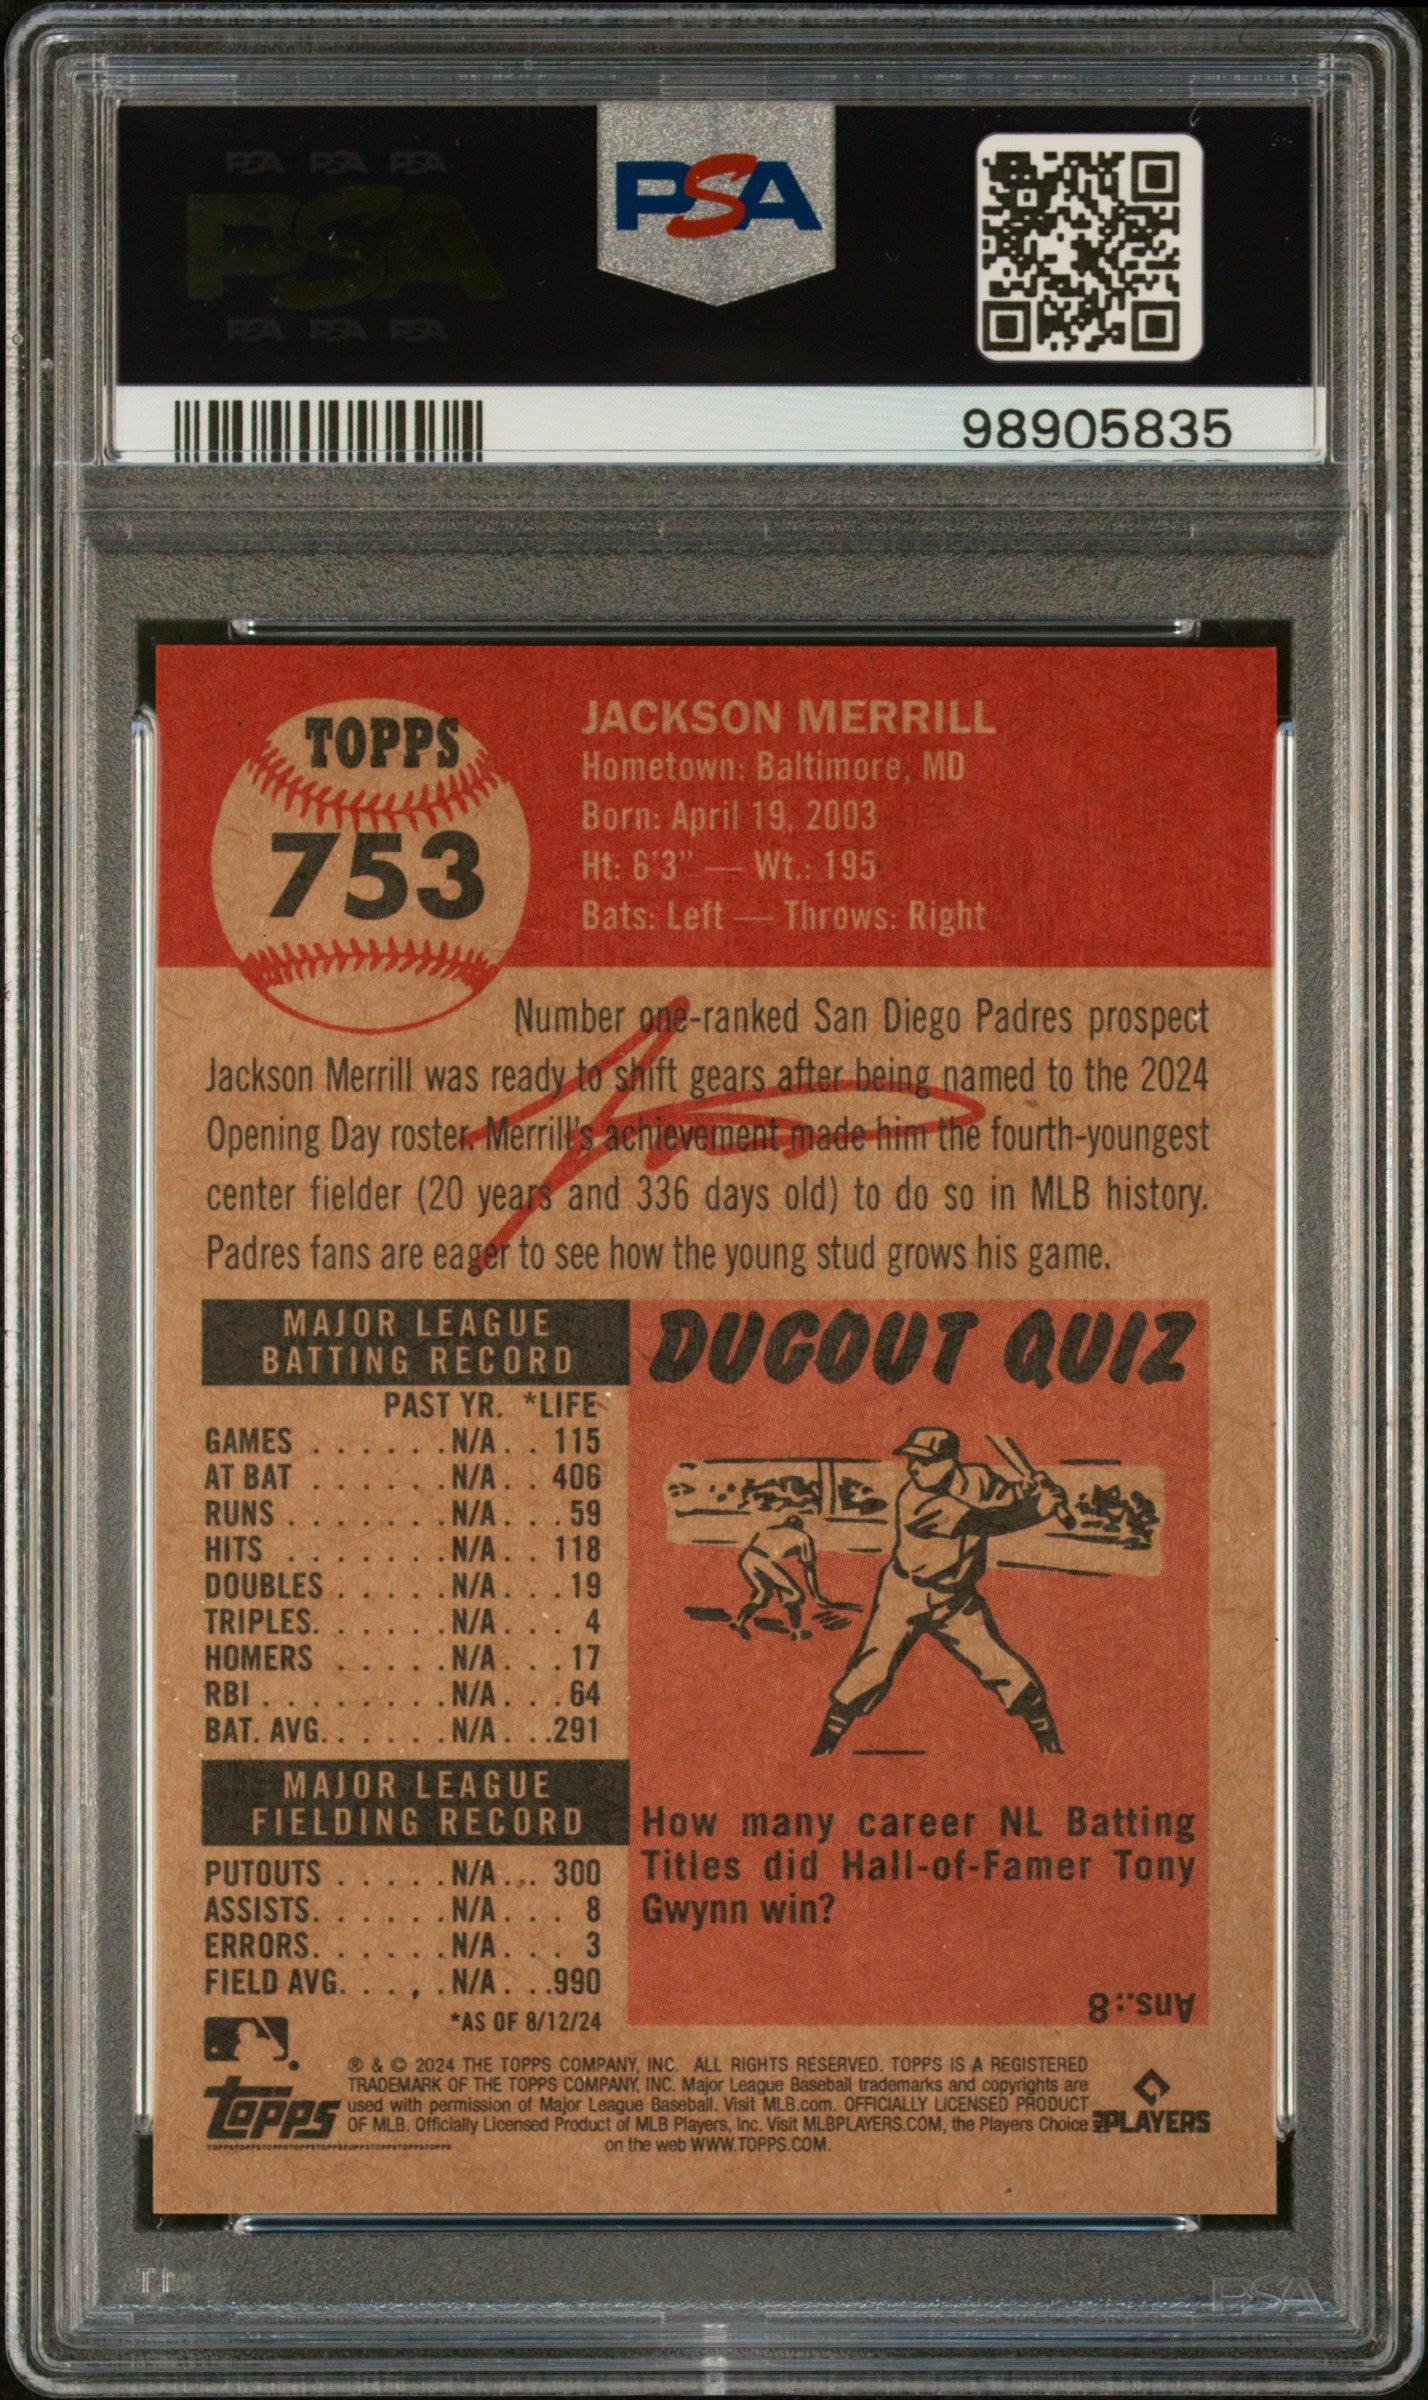 PSA PSA PSA
PSA
PSA PSA PSA
PSA
98905835
TOPPS
753
JACKSON MERRILL
Hometown: Baltimore, MD
Born: April 19, 2003
Ht: 6'3" — Wt.: 195
Bats: Left — Throws: Right
Number one-ranked San Diego Padres prospect
Jackson Merrill was ready to shift gears after being named to the 2024
Opening Day roster. Merrill's achievement made him the fourth-youngest
center fielder (20 years and 336 days old) to do so in MLB history.
Padres fans are eager to see how the young stud grows his game.
MAJOR LEAGUE
BATTING RECORD
PAST YR. *LIFE
GAMES . . . . . . N/A . . 115
AT BAT . . . . . . N/A . . 406
RUNS . . . . . . . N/A . . . 59
HITS . . . . . . . N/A . . 118
DOUBLES . . . . . N/A . . . 19
TRIPLES. . . . . . N/A . . . 4
HOMERS . . . . . N/A . . . 17
RBI . . . . . . . . N/A . . . 64
BAT. AVG. . . . . . N/A . . .291
MAJOR LEAGUE
FIELDING RECORD
PUTOUTS . . . . . N/A . . . 300
ASSISTS. . . . . . N/A . . . 8
ERRORS. . . . . . N/A . . . 3
FIELD AVG. . . , . N/A . . .990
*AS OF 8/12/24
DUGOUT QUIZ
How many career NL Batting
Titles did Hall-of-Famer Tony
Gwynn win?
Ans.:8
® & © 2024 THE TOPPS COMPANY, INC. ALL RIGHTS RESERVED. TOPPS IS A REGISTERED
TRADEMARK OF THE TOPPS COMPANY, INC. Major League Baseball trademarks and copyrights are
used with permission of Major League Baseball. Visit MLB.com. OFFICIALLY LICENSED PRODUCT
OF MLB. Officially Licensed Product of MLB Players, Inc. Visit MLBPLAYERS.COM, the Players Choice
on the web WWW.TOPPS.COM.
topps
TOPPSTOPPSTOPPSTOPPSTOPPSTOPPSTOPPSTOPPSTOPPS
MLB PLAYERS
PSA